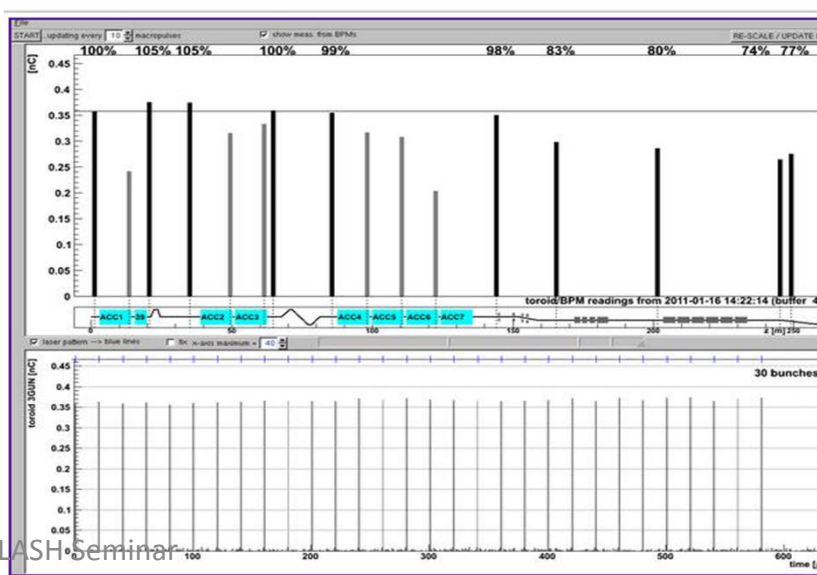 File
START ..updating every 10 macropulses show meas. from BPMs RE-SCALE / UPDATE
100% 105% 105% 100% 99% 98% 83% 80% 74% 77%
[nC]
0.45
0.4
0.35
0.3
0.25
0.2
0.15
0.1
0.05
0
toroid/BPM readings from 2011-01-16 14:22:14 (buffer 4
ACC1 39 ACC2 ACC3 ACC4 ACC5 ACC6 ACC7
0 50 100 150 200 z [m] 250
laser pattern --> blue lines fix x-axis maximum = 40
toroid 3GUN [nC]
30 bunches
0.45
0.4
0.35
0.3
0.25
0.2
0.15
0.1
0.05
0
100 200 300 400 500 600
time [
LASH Seminar